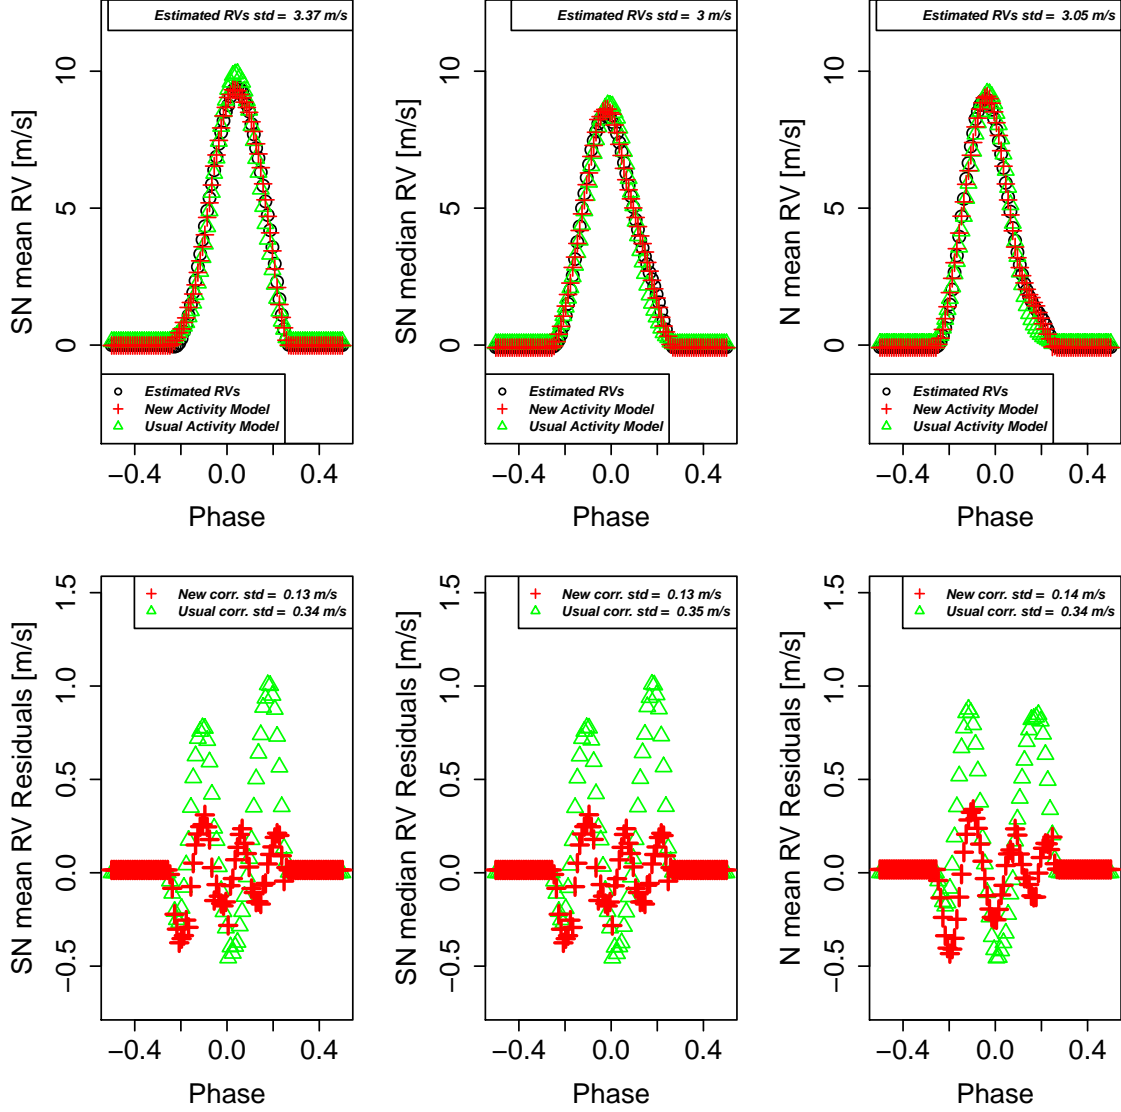 Estimated RVs std = 3.37 m/s
SN mean RV [m/s]
10
5
0
Estimated RVs
New Activity Model
Usual Activity Model
−0.4
0.0
0.4
Phase
Estimated RVs std = 3 m/s
SN median RV [m/s]
10
5
0
Estimated RVs
New Activity Model
Usual Activity Model
−0.4
0.0
0.4
Phase
Estimated RVs std = 3.05 m/s
N mean RV [m/s]
10
5
0
Estimated RVs
New Activity Model
Usual Activity Model
−0.4
0.0
0.4
Phase
New corr. std = 0.13 m/s
Usual corr. std = 0.34 m/s
SN mean RV Residuals [m/s]
1.5
1.0
0.5
0.0
−0.5
−0.4
0.0
0.4
Phase
New corr. std = 0.13 m/s
Usual corr. std = 0.35 m/s
SN median RV Residuals [m/s]
1.5
1.0
0.5
0.0
−0.5
−0.4
0.0
0.4
Phase
New corr. std = 0.14 m/s
Usual corr. std = 0.34 m/s
N mean RV Residuals [m/s]
1.5
1.0
0.5
0.0
−0.5
−0.4
0.0
0.4
Phase